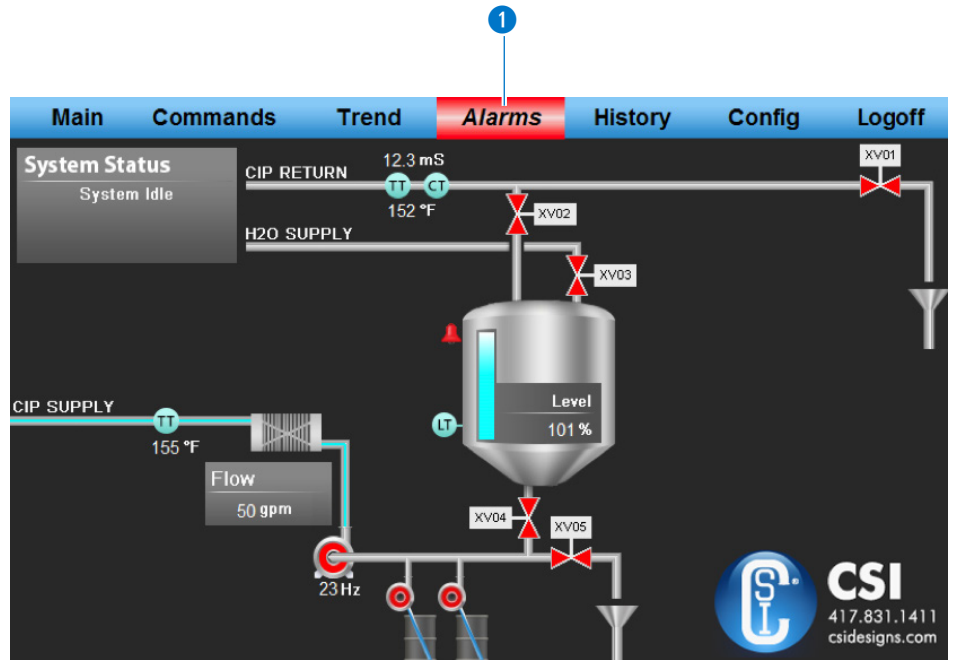 1
Main Commands Trend Alarms History Config Logoff
System Status
System Idle
CIP RETURN
12.3 mS
TT CT
152 °F
XV01
XV02
H2O SUPPLY
XV03
CIP SUPPLY
TT
155 °F
LT
Level
101 %
Flow
50 gpm
XV04
XV05
23 Hz
CSI
CSI
417.831.1411
csidesigns.com